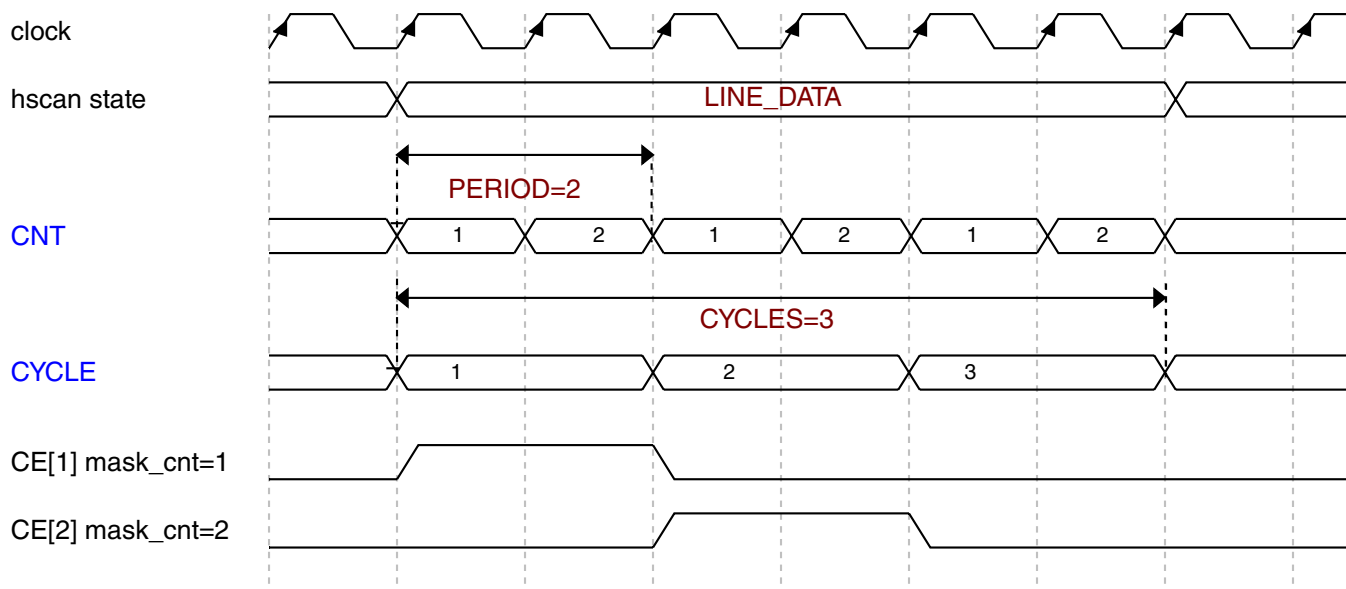 clock
hscan state
LINE_DATA
PERIOD=2
CNT
1 2 1 2 1 2
CYCLES=3
CYCLE
1 2 3
CE[1] mask_cnt=1
CE[2] mask_cnt=2